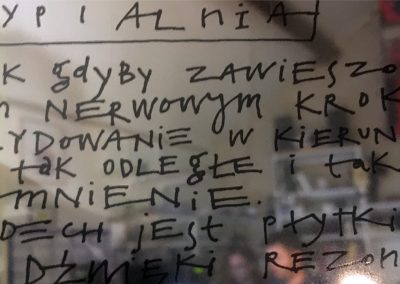 YPIALniA
K gdyby ZAWiESZO
NERWOWYM KROK
YDOWANiE W KiERUN
tak ODLEGŁE i tak
MNiENiE.
DECH jEst płytki
DŹWiĘKi REZON